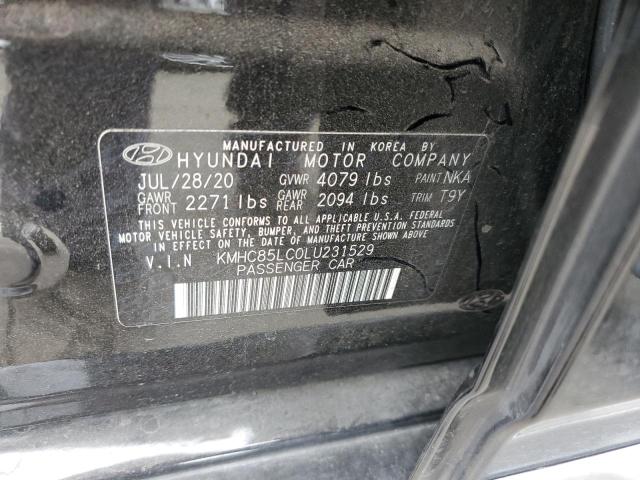 MANUFACTURED IN KOREA BY
HYUNDAI MOTOR COMPANY
JUL/28/20 GVWR 4079 lbs PAINT NKA
GAWR FRONT 2271 lbs GAWR REAR 2094 lbs TRIM T9Y
THIS VEHICLE CONFORMS TO ALL APPLICABLE U.S.A. FEDERAL
MOTOR VEHICLE SAFETY, BUMPER, AND THEFT PREVENTION STANDARDS
IN EFFECT ON THE DATE OF MANUFACTURE SHOWN ABOVE.
V.I.N KMHC85LC0LU231529
PASSENGER CAR